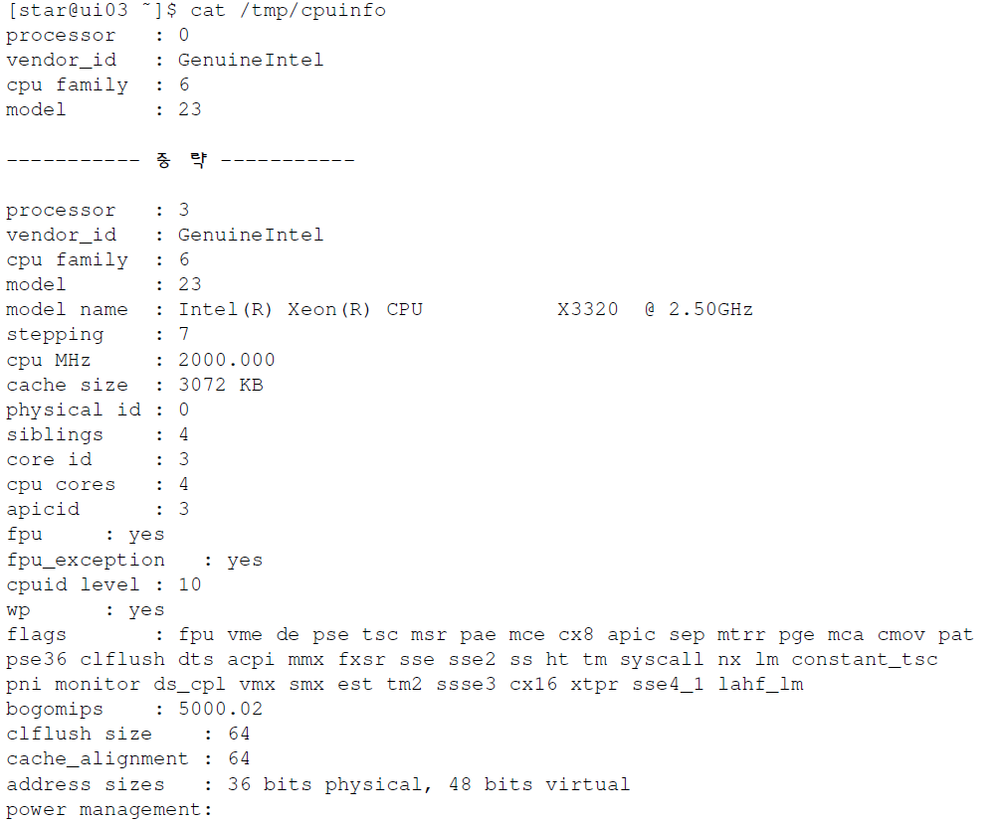 [star@ui03 ~]$ cat /tmp/cpuinfo
processor : 0
vendor_id : GenuineIntel
cpu family : 6
model : 23
----------- 중 략 -----------
processor : 3
vendor_id : GenuineIntel
cpu family : 6
model : 23
model name : Intel(R) Xeon(R) CPU X3320 @ 2.50GHz
stepping : 7
cpu MHz : 2000.000
cache size : 3072 KB
physical id : 0
siblings : 4
core id : 3
cpu cores : 4
apicid : 3
fpu : yes
fpu_exception : yes
cpuid level : 10
wp : yes
flags : fpu vme de pse tsc msr pae mce cx8 apic sep mtrr pge mca cmov pat
pse36 clflush dts acpi mmx fxsr sse sse2 ss ht tm syscall nx lm constant_tsc
pni monitor ds_cpl vmx smx est tm2 ssse3 cx16 xtpr sse4_1 lahf_lm
bogomips : 5000.02
clflush size : 64
cache_alignment : 64
address sizes : 36 bits physical, 48 bits virtual
power management: